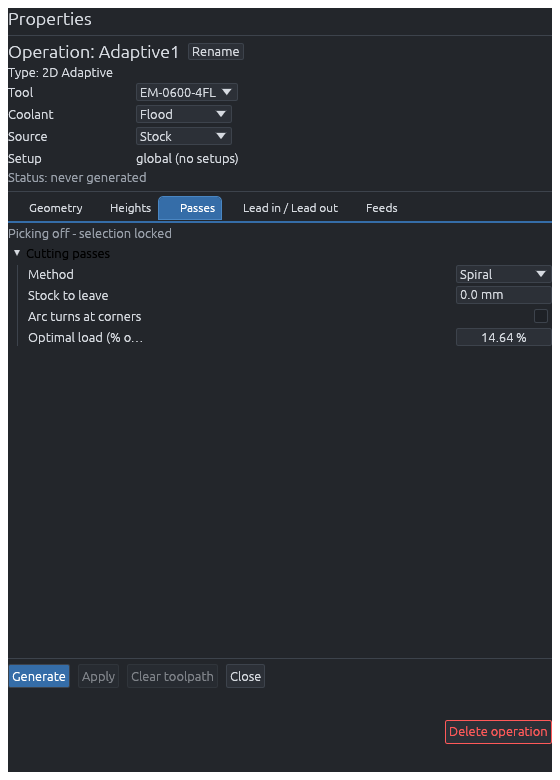 Properties
Operation: Adaptive1 Rename
Type: 2D Adaptive
Tool EM-0600-4FL
Coolant Flood
Source Stock
Setup global (no setups)
Status: never generated
Geometry Heights Passes Lead in / Lead out Feeds
Picking off - selection locked
Cutting passes
Method Spiral
Stock to leave 0.0 mm
Arc turns at corners
Optimal load (% o... 14.64 %
Generate Apply Clear toolpath Close
Delete operation